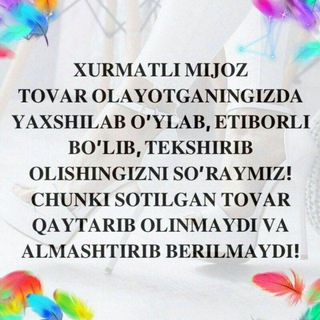 XURMATLI MIJOZ
TOVAR OLAYOTGANINGIZDA
YAXSHILAB O'YLAB, ETIBORLI
BO'LIB, TEKSHIRIB
OLISHINGIZNI SO'RAYMIZ!
CHUNKI SOTILGAN TOVAR
QAYTARIB OLINMAYDI VA
ALMASHTIRIB BERILMAYDI!